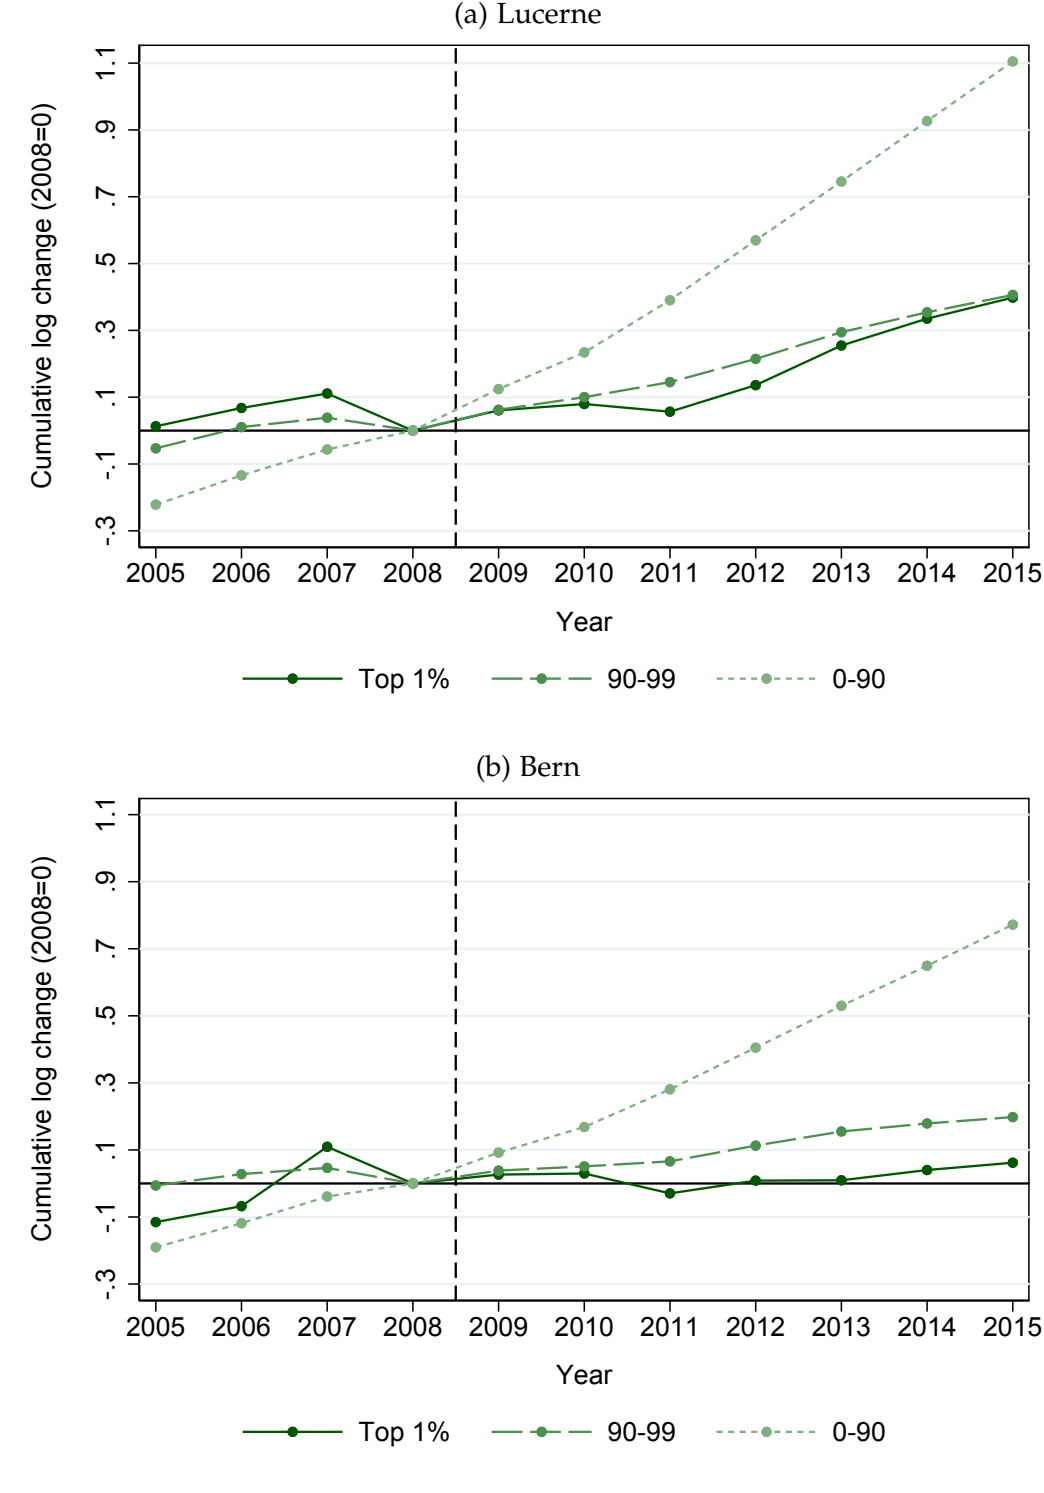 (a) Lucerne
Cumulative log change (2008=0)
1.1
.9
.7
.5
.3
.1
-.1
-.3
2005 2006 2007 2008 2009 2010 2011 2012 2013 2014 2015
Year
Top 1% 90-99 0-90
(b) Bern
Cumulative log change (2008=0)
1.1
.9
.7
.5
.3
.1
-.1
-.3
2005 2006 2007 2008 2009 2010 2011 2012 2013 2014 2015
Year
Top 1% 90-99 0-90